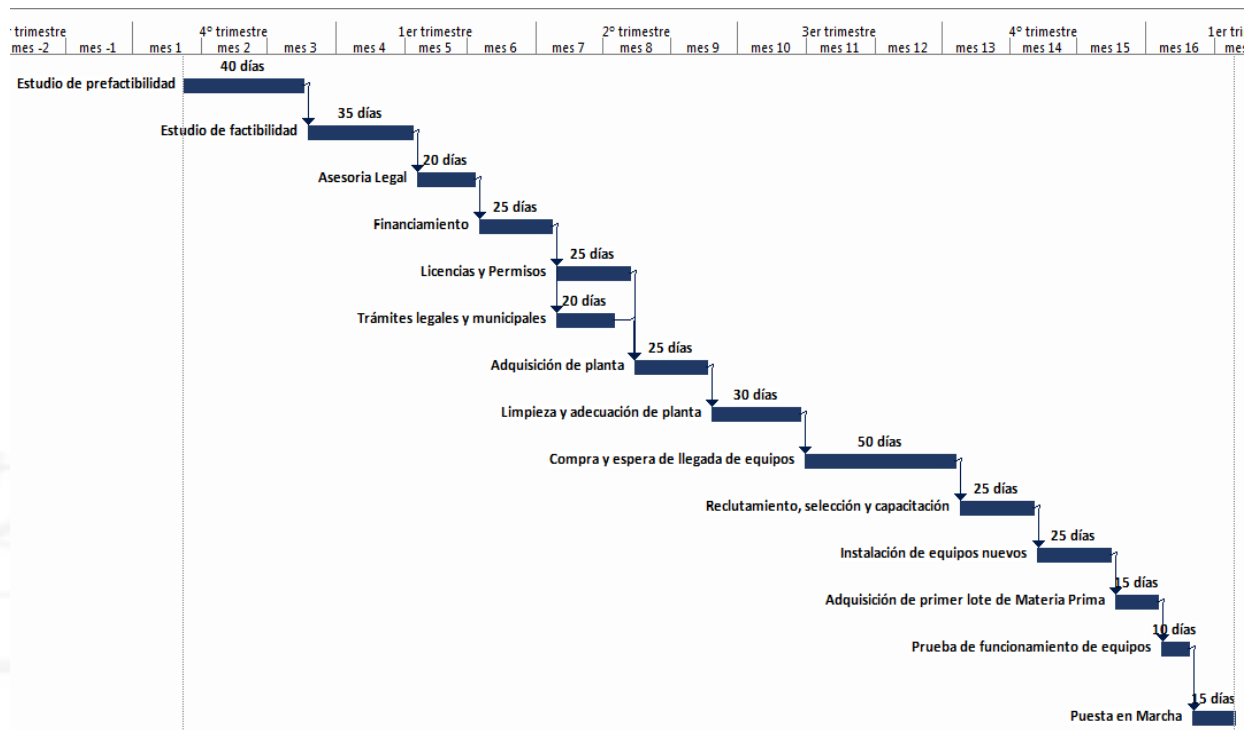 trimestre 4° trimestre 1er trimestre 2° trimestre 3er trimestre 4° trimestre 1er tri
mes -2 mes -1 mes 1 mes 2 mes 3 mes 4 mes 5 mes 6 mes 7 mes 8 mes 9 mes 10 mes 11 mes 12 mes 13 mes 14 mes 15 mes 16 mes
40 días
Estudio de prefactibilidad
35 días
Estudio de factibilidad
20 días
Asesoria Legal
25 días
Financiamiento
25 días
Licencias y Permisos
20 días
Trámites legales y municipales
25 días
Adquisición de planta
30 días
Limpieza y adecuación de planta
50 días
Compra y espera de llegada de equipos
25 días
Reclutamiento, selección y capacitación
25 días
Instalación de equipos nuevos
15 días
Adquisición de primer lote de Materia Prima
10 días
Prueba de funcionamiento de equipos
15 días
Puesta en Marcha